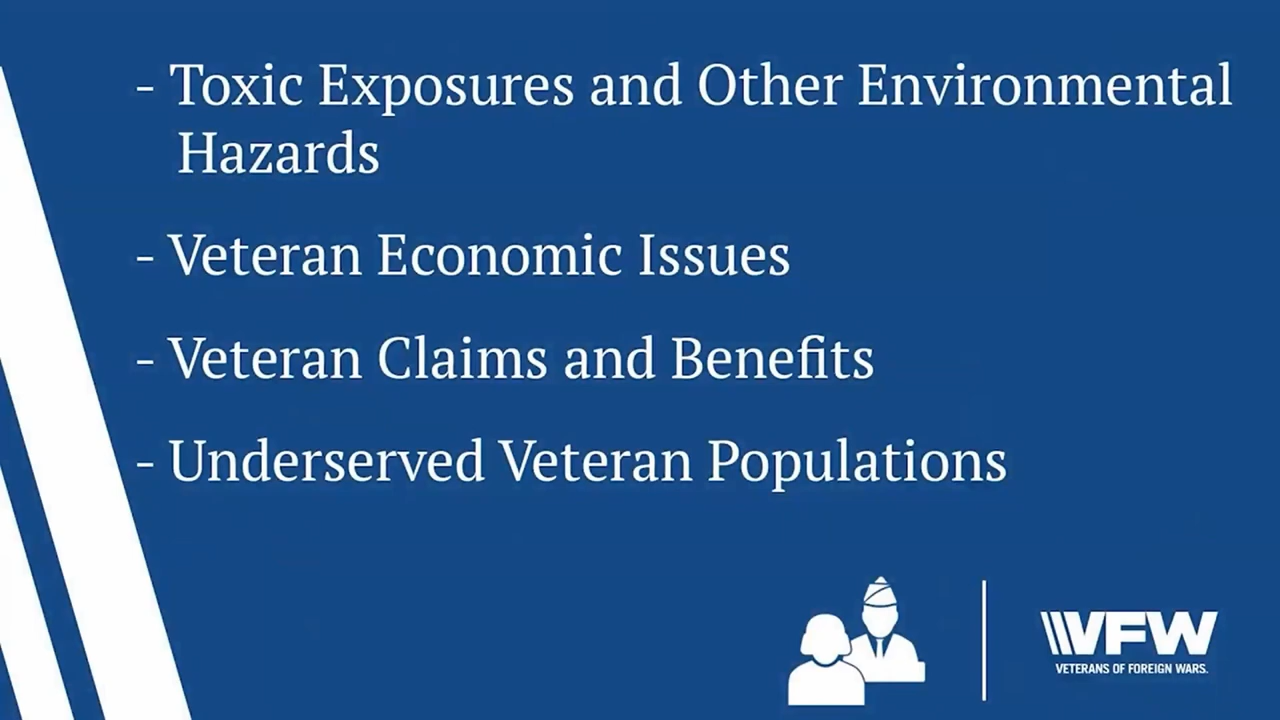 - Toxic Exposures and Other Environmental
Hazards
- Veteran Economic Issues
- Veteran Claims and Benefits
- Underserved Veteran Populations
VFW
VETERANS OF FOREIGN WARS.